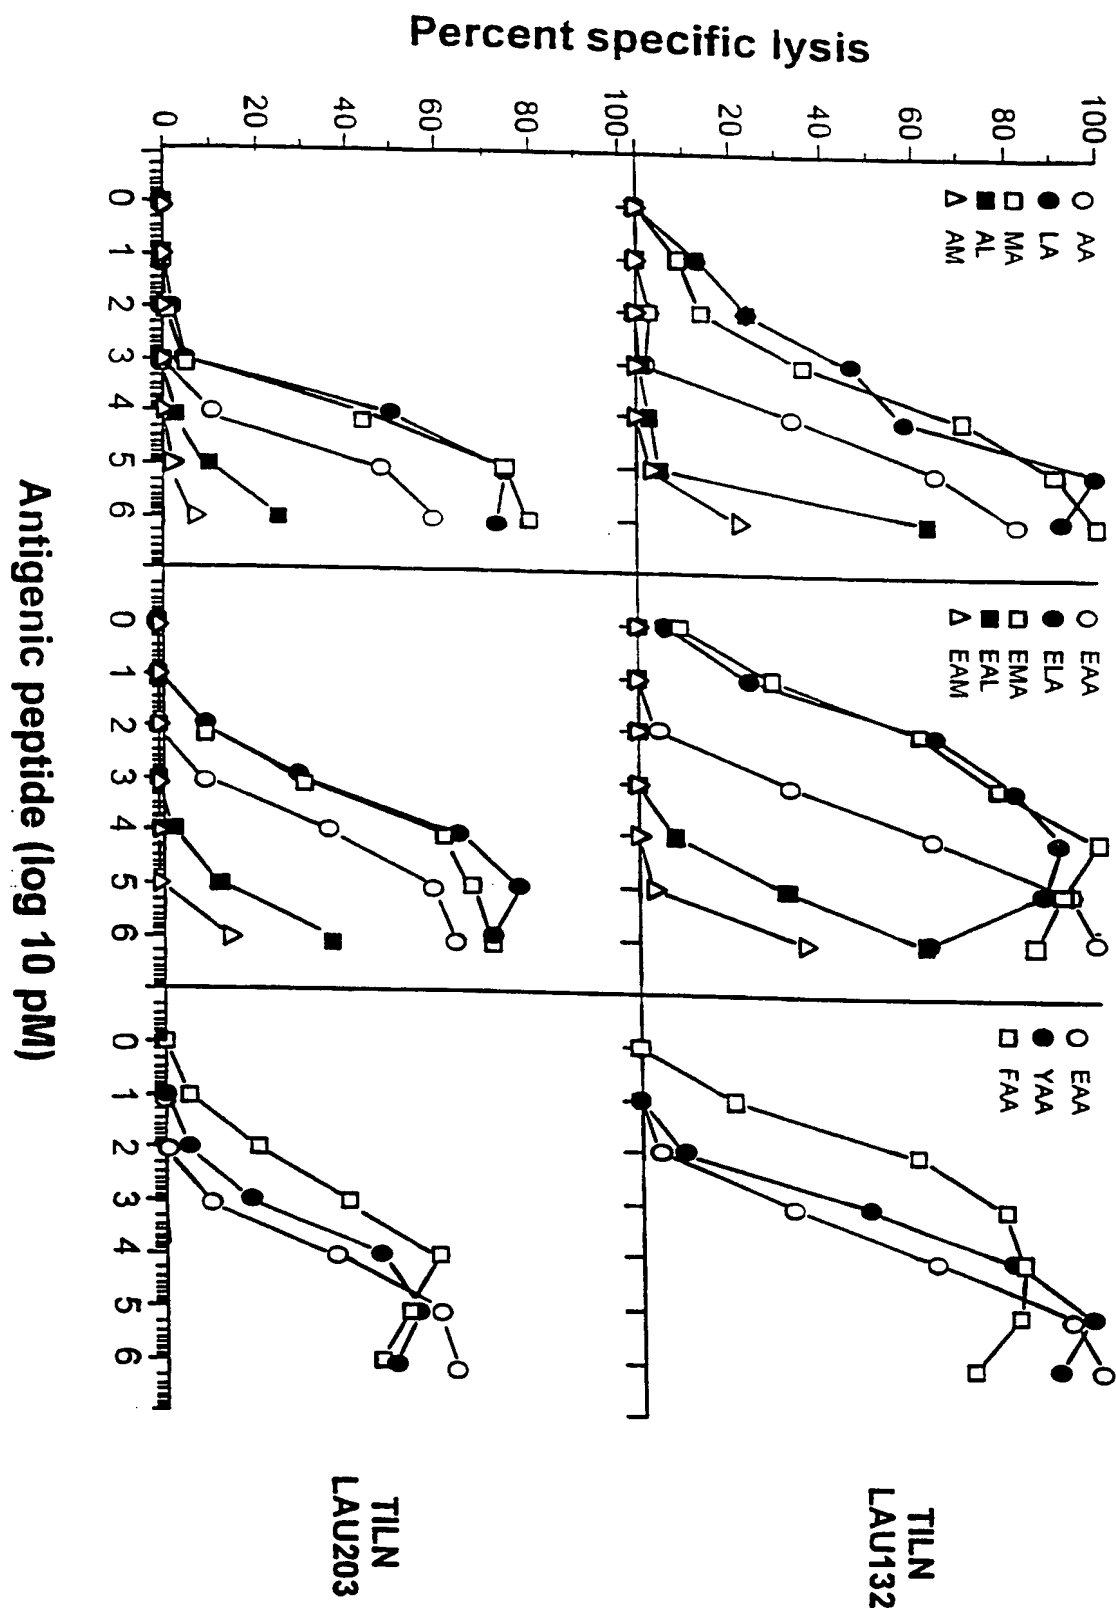 Percent specific lysis
100
80
60
40
20
100
80
60
40
20
0
AA
LA
MA
AL
AM
EAA
ELA
EMA
EAL
EAM
EAA
YAA
FAA
TILN
LAU132
TILN
LAU203
0 1 2 3 4 5 6
0 1 2 3 4 5 6
0 1 2 3 4 5 6
Antigenic peptide (log 10 pM)